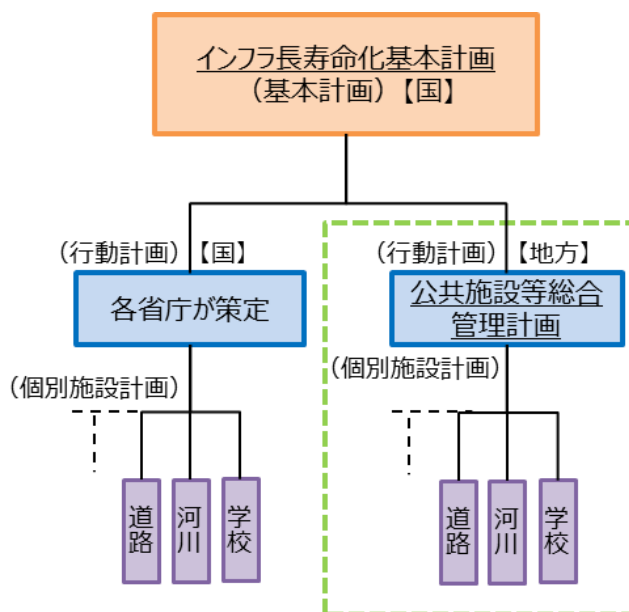 インフラ長寿命化基本計画
（基本計画）【国】
（行動計画）【国】
各省庁が策定
（個別施設計画）
道路
河川
学校
（行動計画）【地方】
公共施設等総合
管理計画
（個別施設計画）
道路
河川
学校